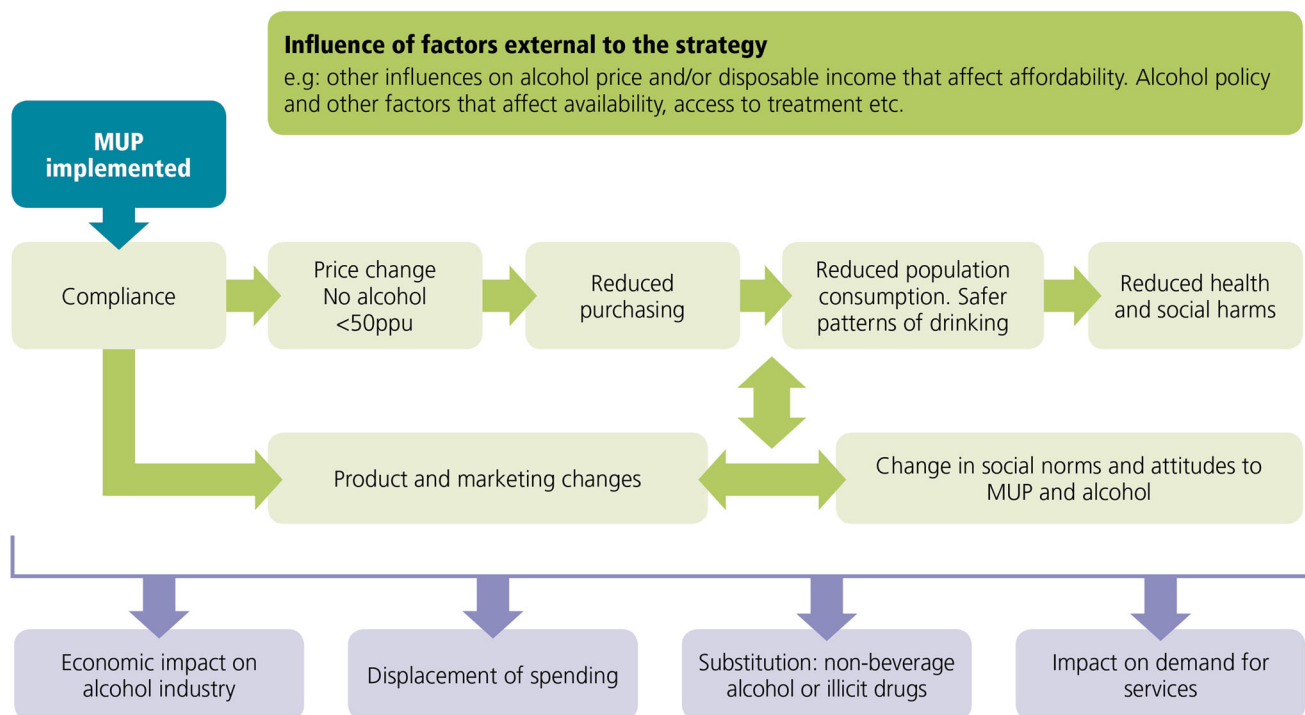 Influence of factors external to the strategy
e.g: other influences on alcohol price and/or disposable income that affect affordability. Alcohol policy
and other factors that affect availability, access to treatment etc.
MUP
implemented
Compliance
Price change
No alcohol
<50ppu
Reduced
purchasing
Reduced population
consumption. Safer
patterns of drinking
Reduced health
and social harms
Product and marketing changes
Change in social norms and attitudes to
MUP and alcohol
Economic impact on
alcohol industry
Displacement of spending
Substitution: non-beverage
alcohol or illicit drugs
Impact on demand for
services